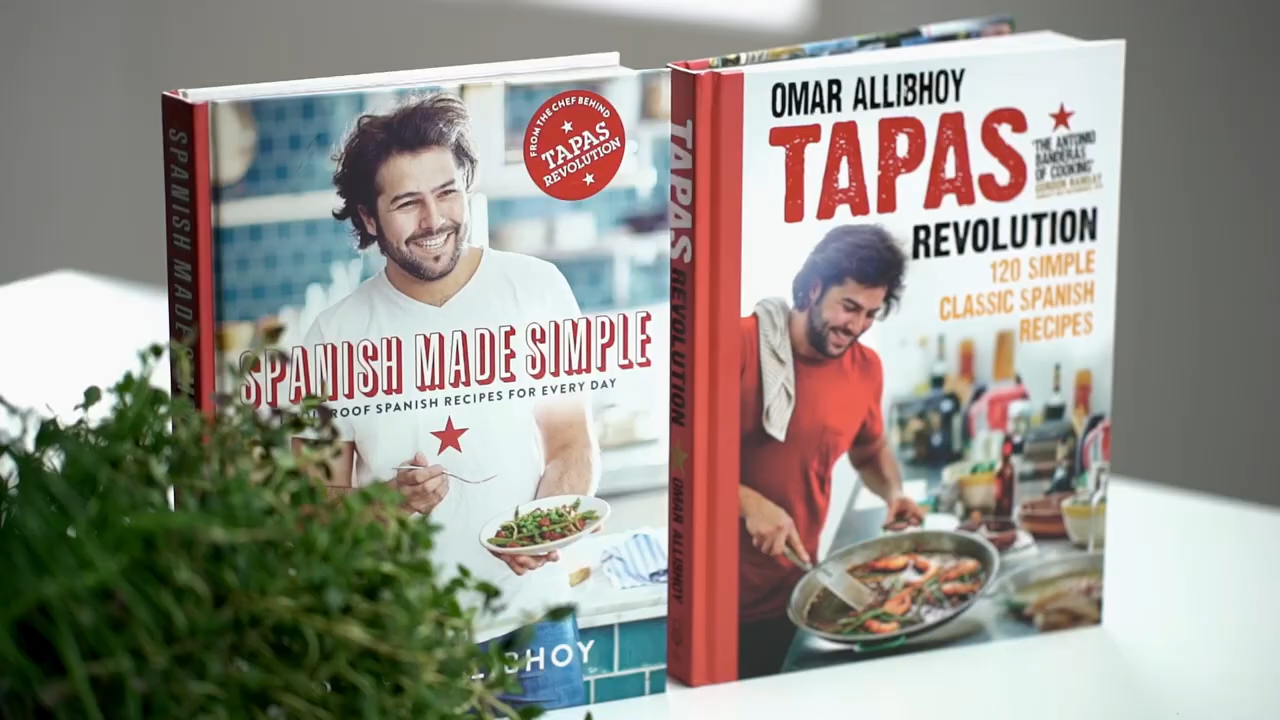 SPANISH MADE
FROM THE CHEF BEHIND
TAPAS
REVOLUTION
SPANISH MADE SIMPLE
PROOF SPANISH RECIPES FOR EVERY DAY
TAPAS REVOLUTION OMAR ALLIBHOY
OMAR ALLIBHOY
TAPAS
'THE ANTONIO
BANDERAS
OF COOKING'
GORDON RAMSAY
REVOLUTION
120 SIMPLE
CLASSIC SPANISH
RECIPES